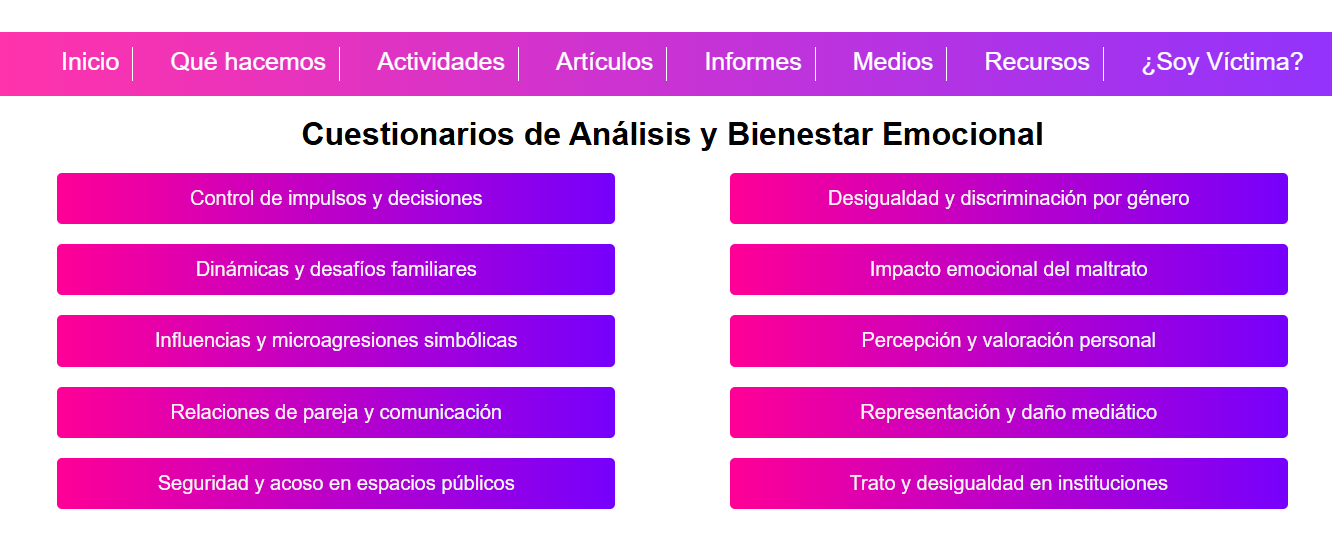 Inicio
Qué hacemos
Actividades
Artículos
Informes
Medios
Recursos
¿Soy Víctima?
Cuestionarios de Análisis y Bienestar Emocional
Control de impulsos y decisiones
Desigualdad y discriminación por género
Dinámicas y desafíos familiares
Impacto emocional del maltrato
Influencias y microagresiones simbólicas
Percepción y valoración personal
Relaciones de pareja y comunicación
Representación y daño mediático
Seguridad y acoso en espacios públicos
Trato y desigualdad en instituciones